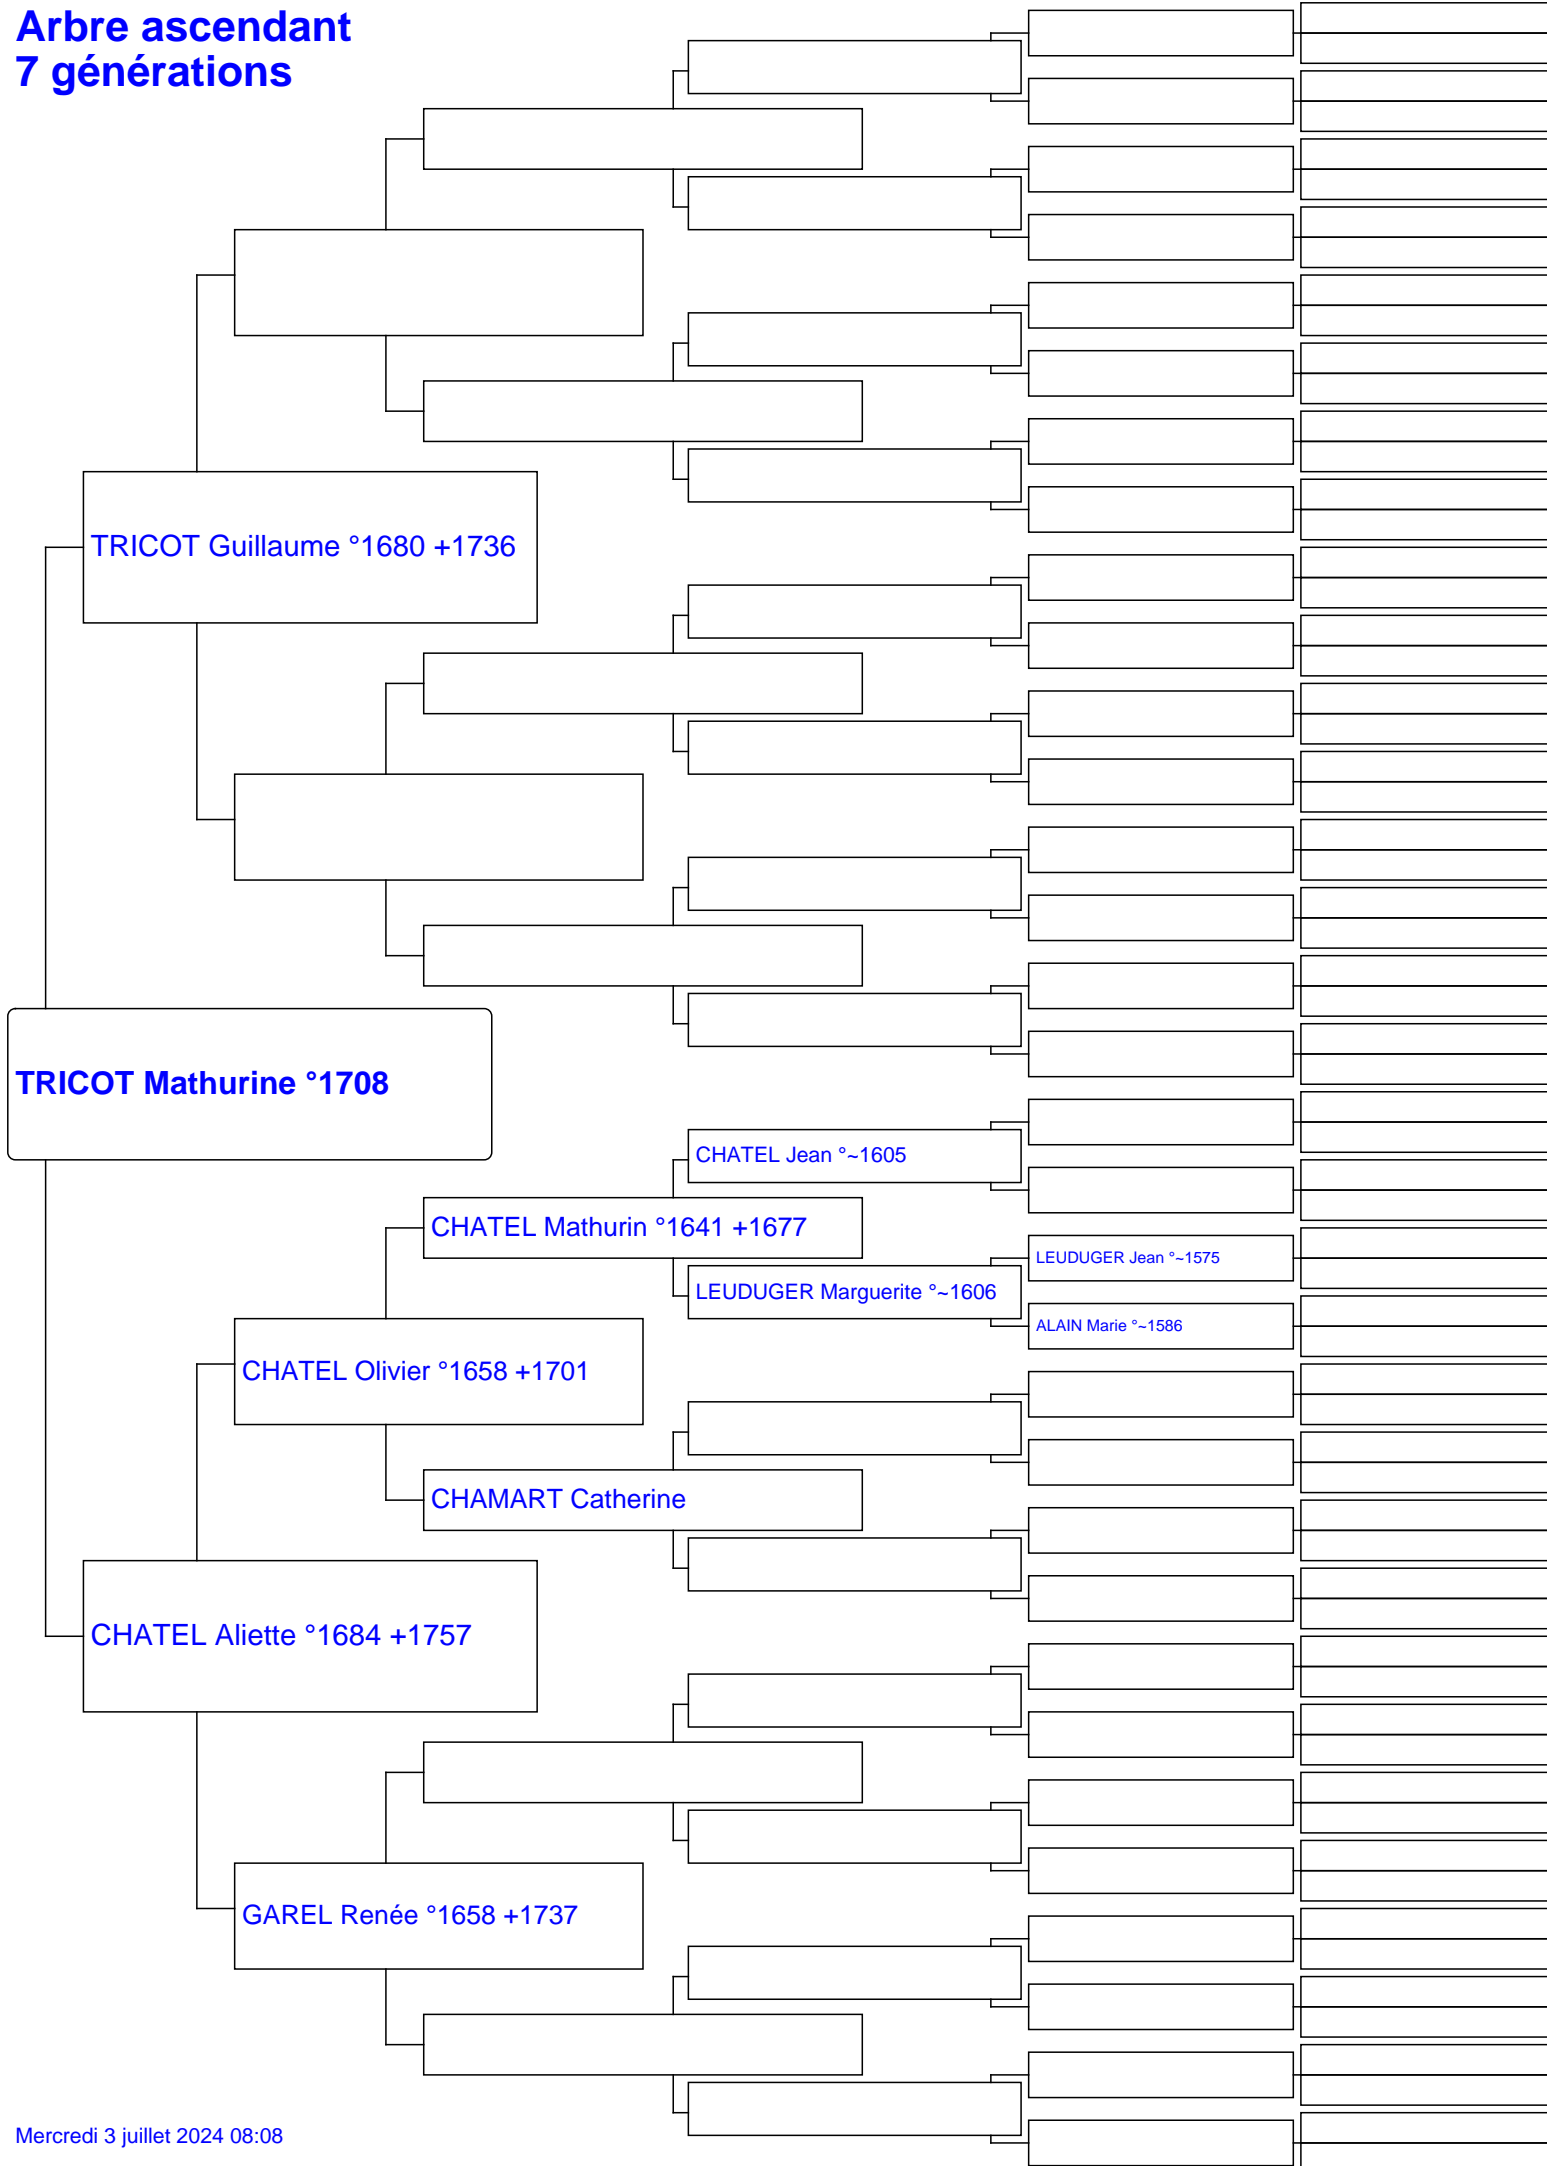 Arbre ascendant
7 générations
TRICOT Guillaume °1680 +1736
TRICOT Mathurine °1708
CHATEL Jean °~1605
CHATEL Mathurin °1641 +1677
LEUDUGER Jean °~1575
LEUDUGER Marguerite °~1606
ALAIN Marie °~1586
CHATEL Olivier °1658 +1701
CHAMART Catherine
CHATEL Aliette °1684 +1757
GAREL Renée °1658 +1737
Mercredi 3 juillet 2024 08:08